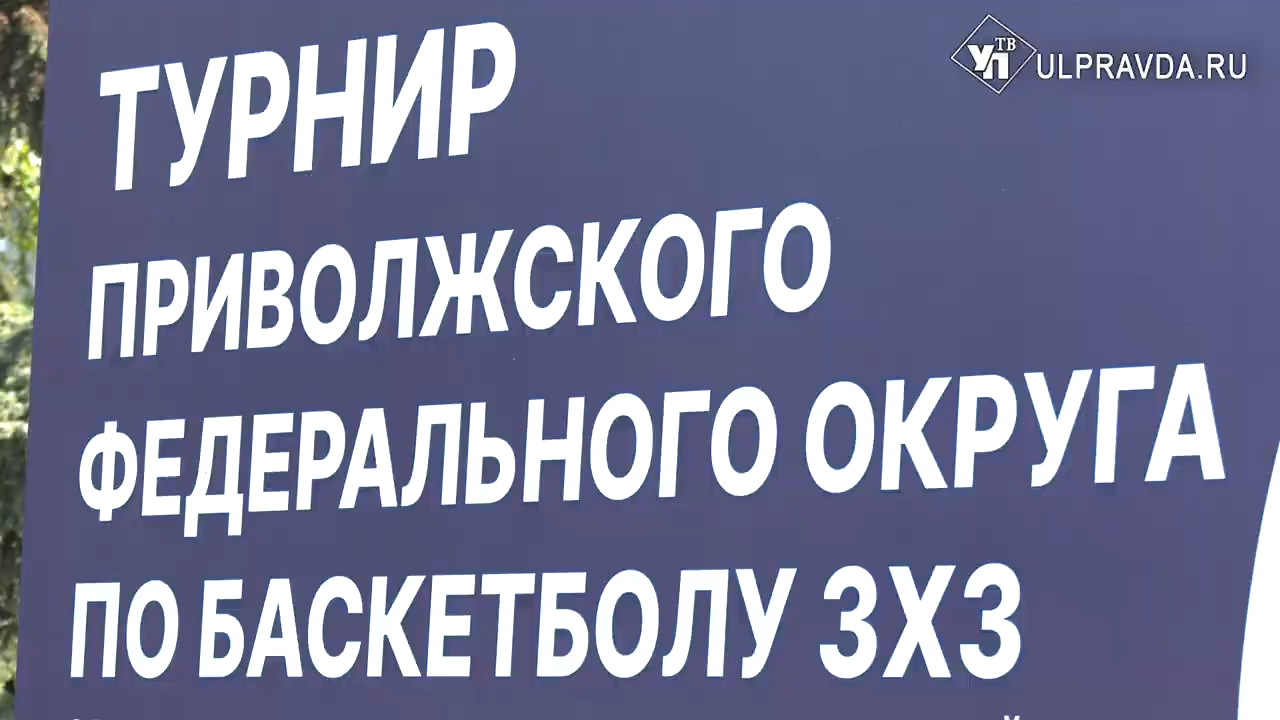 ТУРНИР
ПРИВОЛЖСКОГО
ФЕДЕРАЛЬНОГО ОКРУГА
ПО БАСКЕТБОЛУ 3Х3
УП ТВ ULPRAVDA.RU